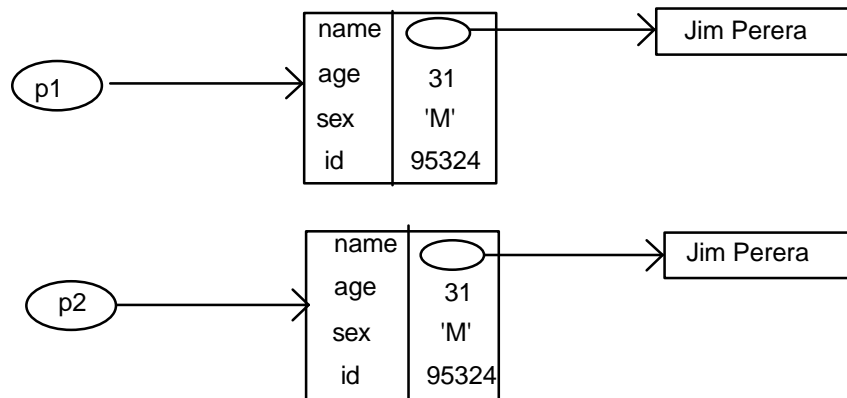 name
Jim Perera
p1
age
31
sex
'M'
id
95324
name
Jim Perera
p2
age
31
sex
'M'
id
95324